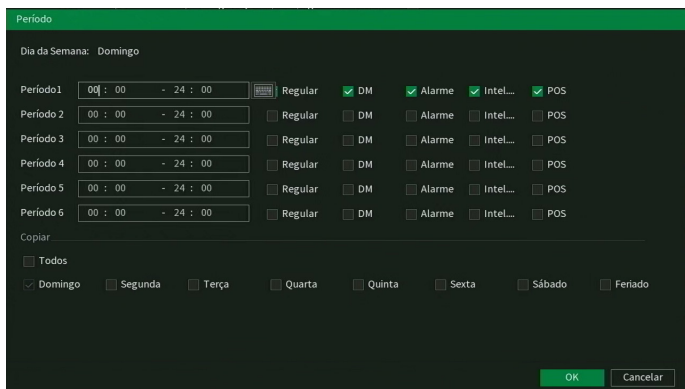 Período
Dia da Semana: Domingo
Período1 00 : 00 - 24 : 00 Regular DM Alarme Intel.... POS
Período 2 00 : 00 - 24 : 00 Regular DM Alarme Intel.... POS
Período 3 00 : 00 - 24 : 00 Regular DM Alarme Intel.... POS
Período 4 00 : 00 - 24 : 00 Regular DM Alarme Intel.... POS
Período 5 00 : 00 - 24 : 00 Regular DM Alarme Intel.... POS
Período 6 00 : 00 - 24 : 00 Regular DM Alarme Intel.... POS
Copiar
Todos
Domingo Segunda Terça Quarta Quinta Sexta Sábado Feriado
OK Cancelar